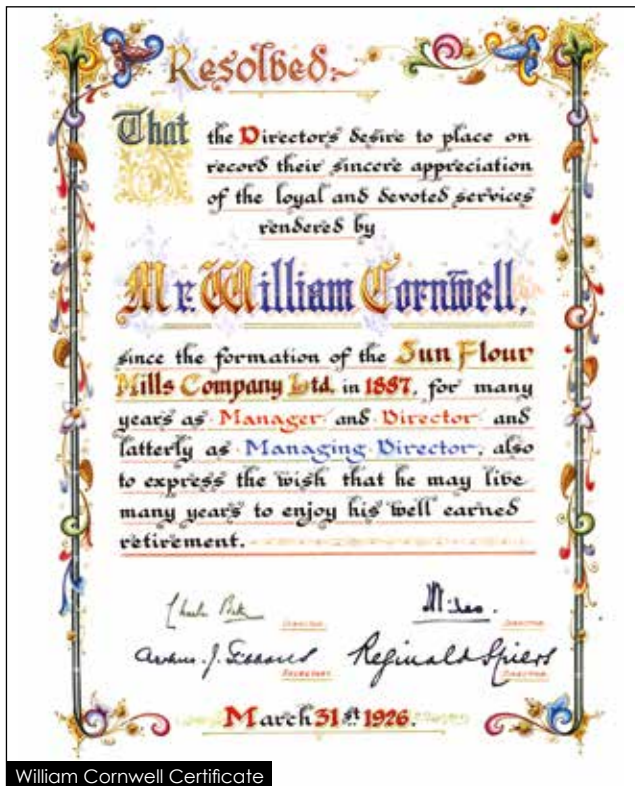 Resolved:~
That the Directors desire to place on
record their sincere appreciation
of the loyal and devoted services
rendered by
Mr. William Cornwell,
since the formation of the Sun Flour
Mills Company Ltd. in 1887, for many
years as Manager and Director and
latterly as Managing Director, also
to express the wish that he may live
many years to enjoy his well earned
retirement.
Director Director
Secretary Reginald Spiers
Director
March 31st 1926.
William Cornwell Certificate